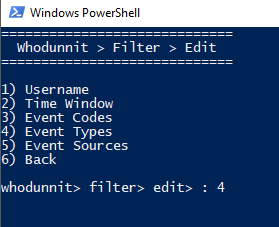 Windows PowerShell
=============================
Whodunnit > Filter > Edit
=============================
1) Username
2) Time Window
3) Event Codes
4) Event Types
5) Event Sources
6) Back
whodunnit> filter> edit> : 4